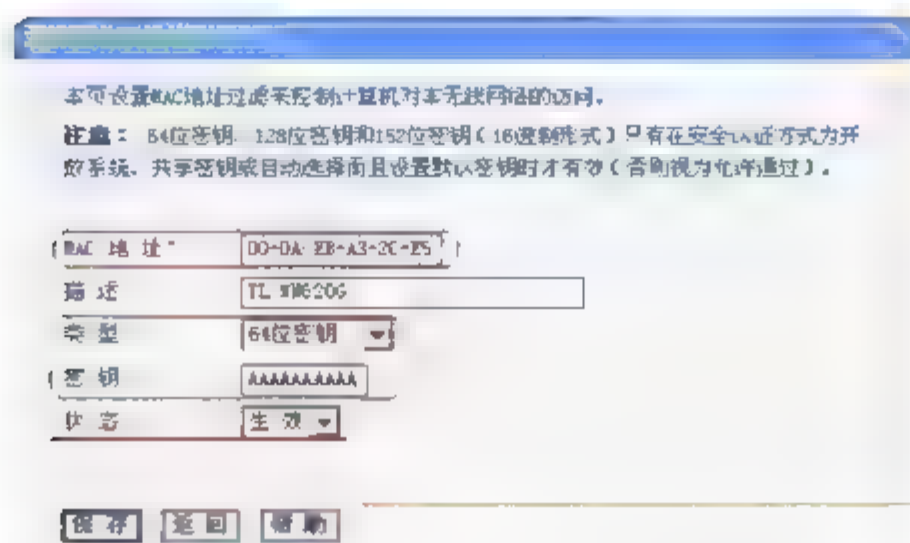 本页设置MAC地址过滤来控制计算机对本无线网络的访问。
注意: 64位密钥、128位密钥和152位密钥(16进制形式)只有在安全认证方式为开
放系统、共享密钥或自动选择而且设置默认密钥时才有效(否则视为允许通过)。
MAC 地 址: 00-0A-EB-A3-2C-E5
描 述 TL-WN620G
类 型 64位密钥
密 钥 AAAAAAAAAA
状 态 生 效
保 存 返 回 帮 助